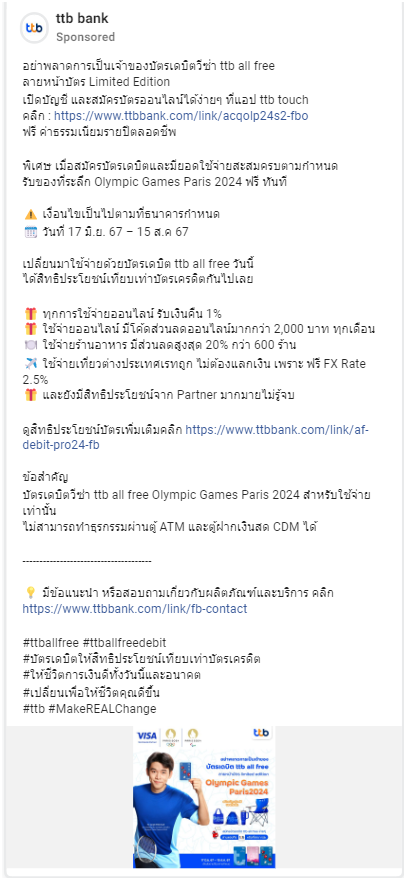 ttb
ttb bank
Sponsored
อย่าพลาดการเป็นเจ้าของบัตรเดบิตวีซ่า ttb all free
ลายหน้าบัตร Limited Edition
เปิดบัญชี และสมัครบัตรออนไลน์ได้ง่ายๆ ที่แอป ttb touch
คลิก : https://www.ttbbank.com/link/acqolp24s2-fbo
ฟรี ค่าธรรมเนียมรายปีตลอดชีพ
พิเศษ เมื่อสมัครบัตรเดบิตและมียอดใช้จ่ายสะสมครบตามกำหนด
รับของที่ระลึก Olympic Games Paris 2024 ฟรี ทันที
⚠️ เงื่อนไขเป็นไปตามที่ธนาคารกำหนด
🗓️ วันที่ 17 มิ.ย. 67 – 15 ส.ค 67
เปลี่ยนมาใช้จ่ายด้วยบัตรเดบิต ttb all free วันนี้
ได้สิทธิประโยชน์เทียบเท่าบัตรเครดิตกันไปเลย
🎁 ทุกการใช้จ่ายออนไลน์ รับเงินคืน 1%
🎁 ใช้จ่ายออนไลน์ มีโค้ดส่วนลดออนไลน์มากกว่า 2,000 บาท ทุกเดือน
🍽️ ใช้จ่ายร้านอาหาร มีส่วนลดสูงสุด 20% กว่า 600 ร้าน
✈️ ใช้จ่ายเที่ยวต่างประเทศเรทถูก ไม่ต้องแลกเงิน เพราะ ฟรี FX Rate
2.5%
🎁 และยังมีสิทธิประโยชน์จาก Partner มากมายไม่รู้จบ
ดูสิทธิประโยชน์บัตรเพิ่มเติมคลิก https://www.ttbbank.com/link/af-
debit-pro24-fb
ข้อสำคัญ
บัตรเดบิตวีซ่า ttb all free Olympic Games Paris 2024 สำหรับใช้จ่าย
เท่านั้น
ไม่สามารถทำธุรกรรมผ่านตู้ ATM และตู้ฝากเงินสด CDM ได้
--------------------------------------
💡 มีข้อแนะนำ หรือสอบถามเกี่ยวกับผลิตภัณฑ์และบริการ คลิก
https://www.ttbbank.com/link/fb-contact
#ttballfree #ttballfreedebit
#บัตรเดบิตให้สิทธิประโยชน์เทียบเท่าบัตรเครดิต
#ให้ชีวิตการเงินดีทั้งวันนี้และอนาคต
#เปลี่ยนเพื่อให้ชีวิตคุณดีขึ้น
#ttb #MakeREALChange
VISA
ttb
อย่าพลาดการเป็นเจ้าของ
บัตรเดบิต ttb all free
Olympic Games
Paris2024